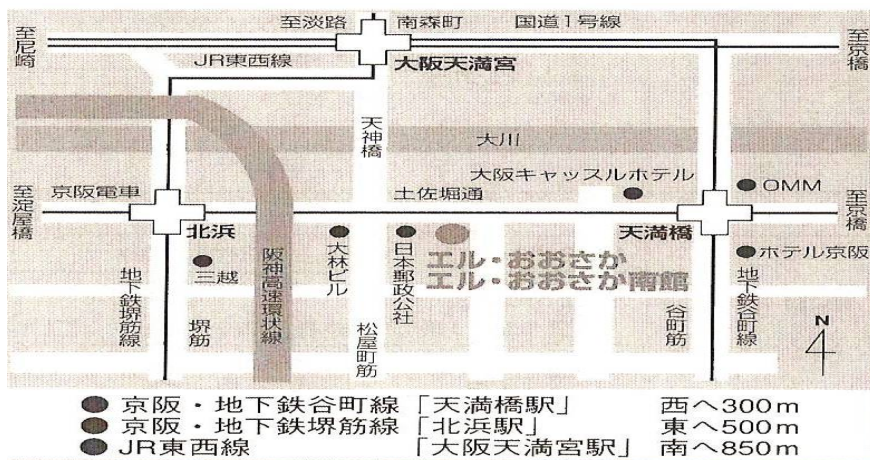 至淡路
南森町
国道1号線
至尼崎
JR東西線
大阪天満宮
至京橋
天神橋
大川
大阪キャッスルホテル
OMM
至淀屋橋
京阪電車
土佐堀通
至京橋
北浜
天満橋
三越
阪神高速環状線
大林ビル
日本郵政公社
エル・おおさか
エル・おおさか南館
ホテル京阪
地下鉄堺筋線
堺筋
松屋町筋
谷町筋
地下鉄谷町線
N
● 京阪・地下鉄谷町線「天満橋駅」 西へ300m
● 京阪・地下鉄堺筋線「北浜駅」 東へ500m
● JR東西線 「大阪天満宮駅」 南へ850m